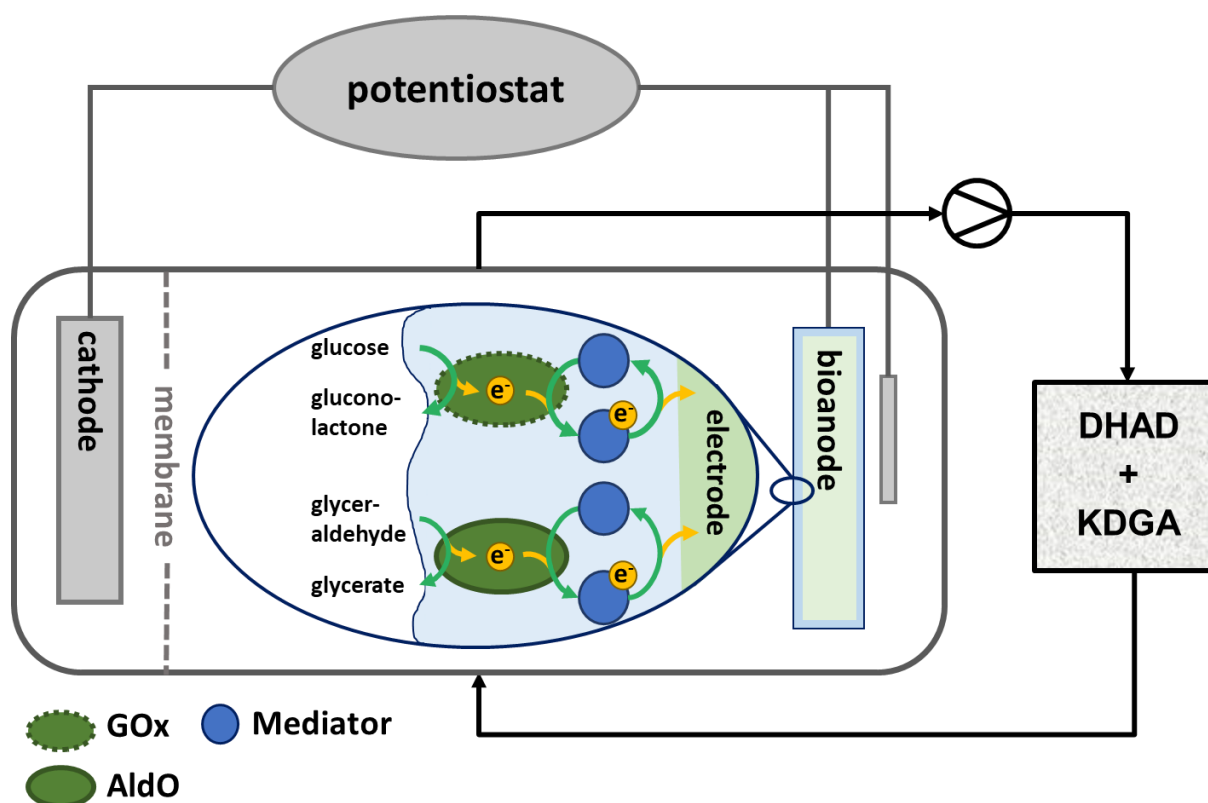 potentiostat
cathode
membrane
glucose
glucono-
lactone
glycer-
aldehyde
glycerate
e-
e-
e-
e-
electrode
bioanode
DHAD
+
KDGA
GOx
Mediator
AldO